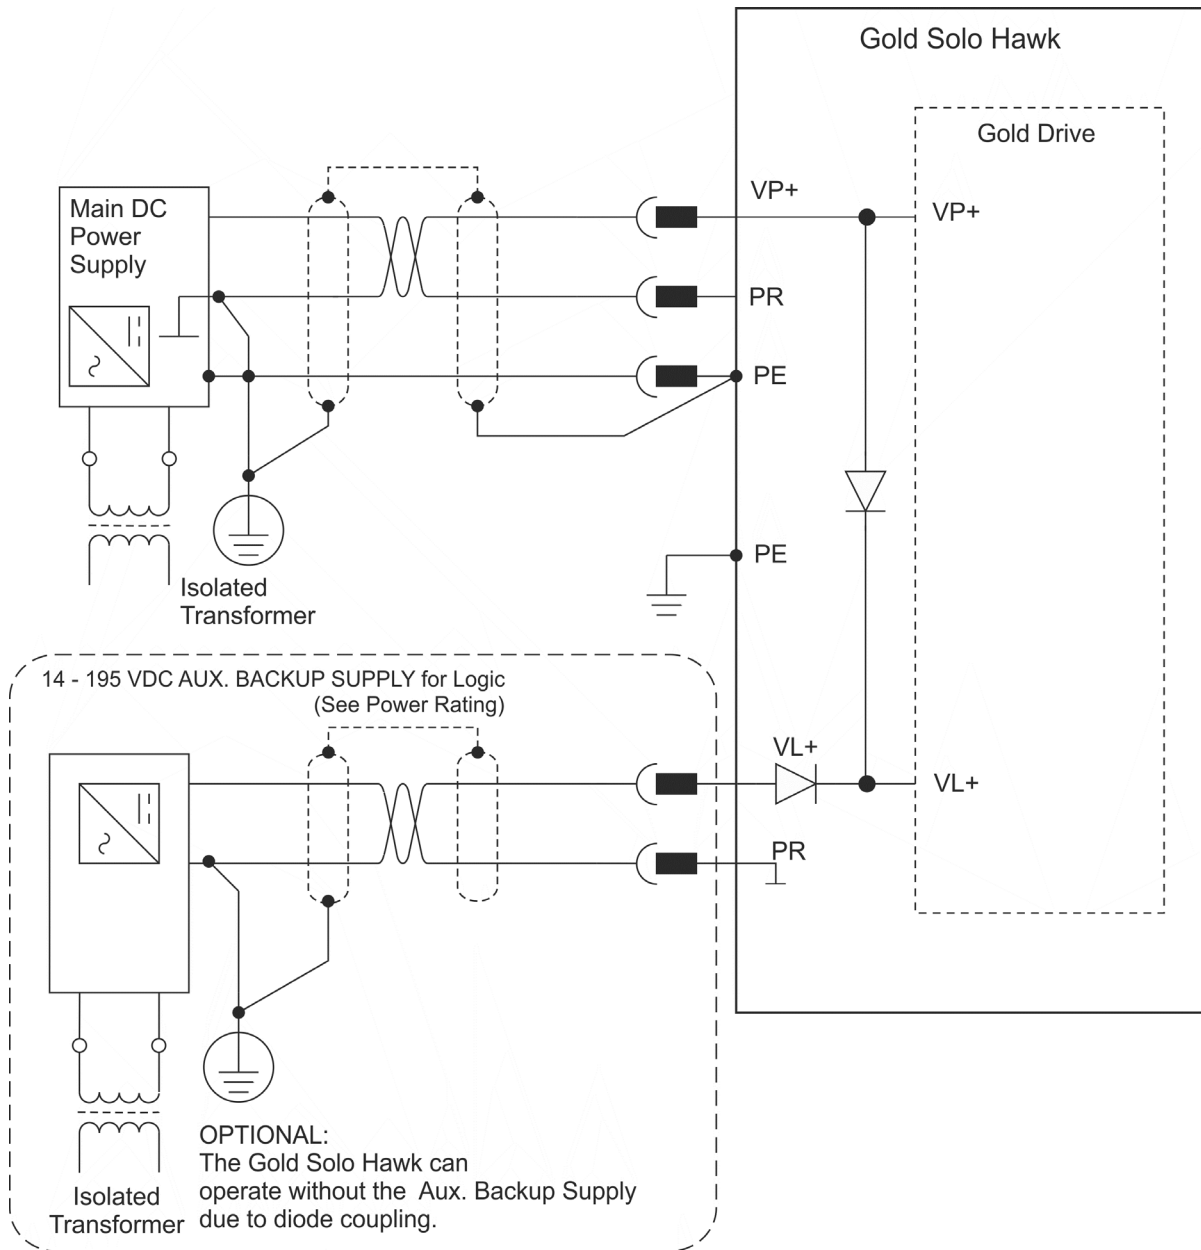 Gold Solo Hawk
Gold Drive
Main DC
Power
Supply
VP+
VP+
PR
PE
Isolated
Transformer
PE
14 - 195 VDC AUX. BACKUP SUPPLY for Logic
(See Power Rating)
VL+
VL+
PR
OPTIONAL:
The Gold Solo Hawk can
operate without the Aux. Backup Supply
due to diode coupling.
Isolated
Transformer